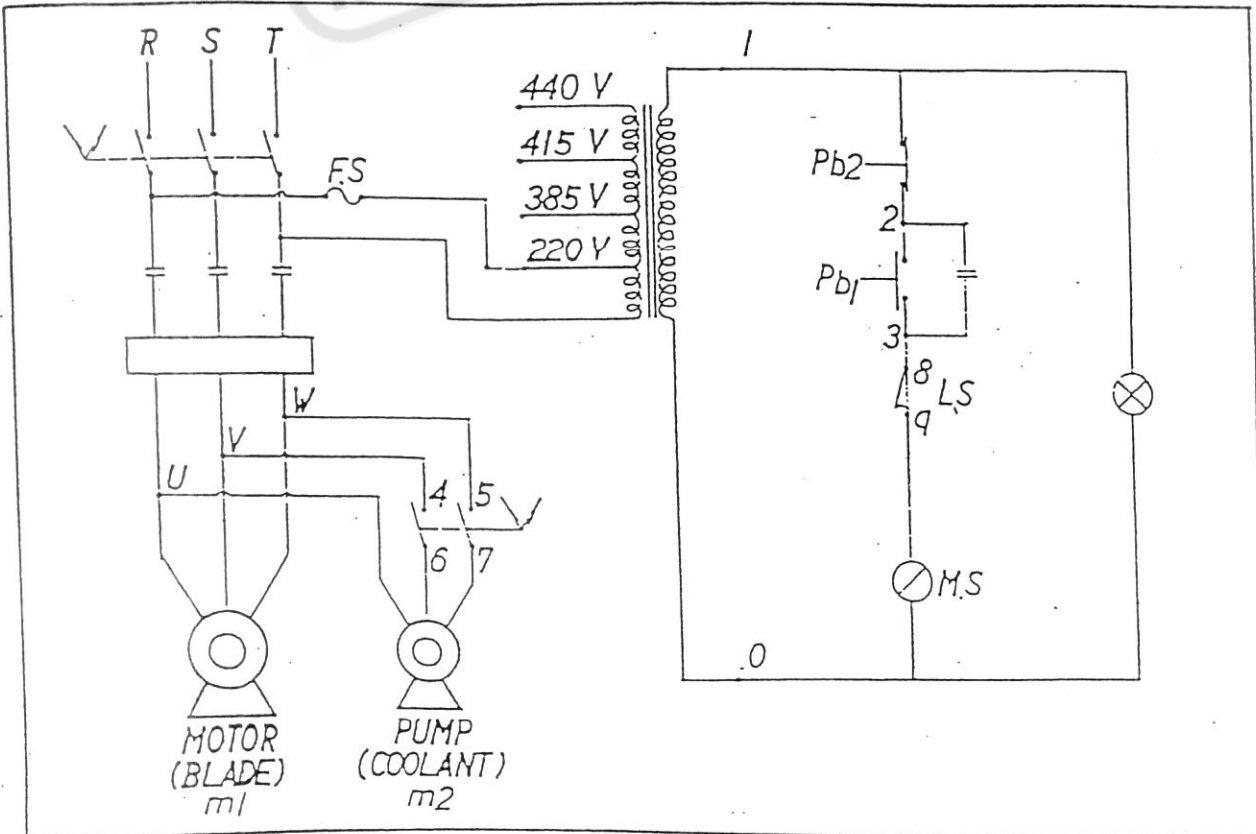 R S T
1
440 V
415 V
385 V
220 V
F.S
Pb2
2
Pb1
3
8
L.S
9
W
V
U
4 5
6 7
M.S
0
MOTOR
(BLADE)
m1
PUMP
(COOLANT)
m2